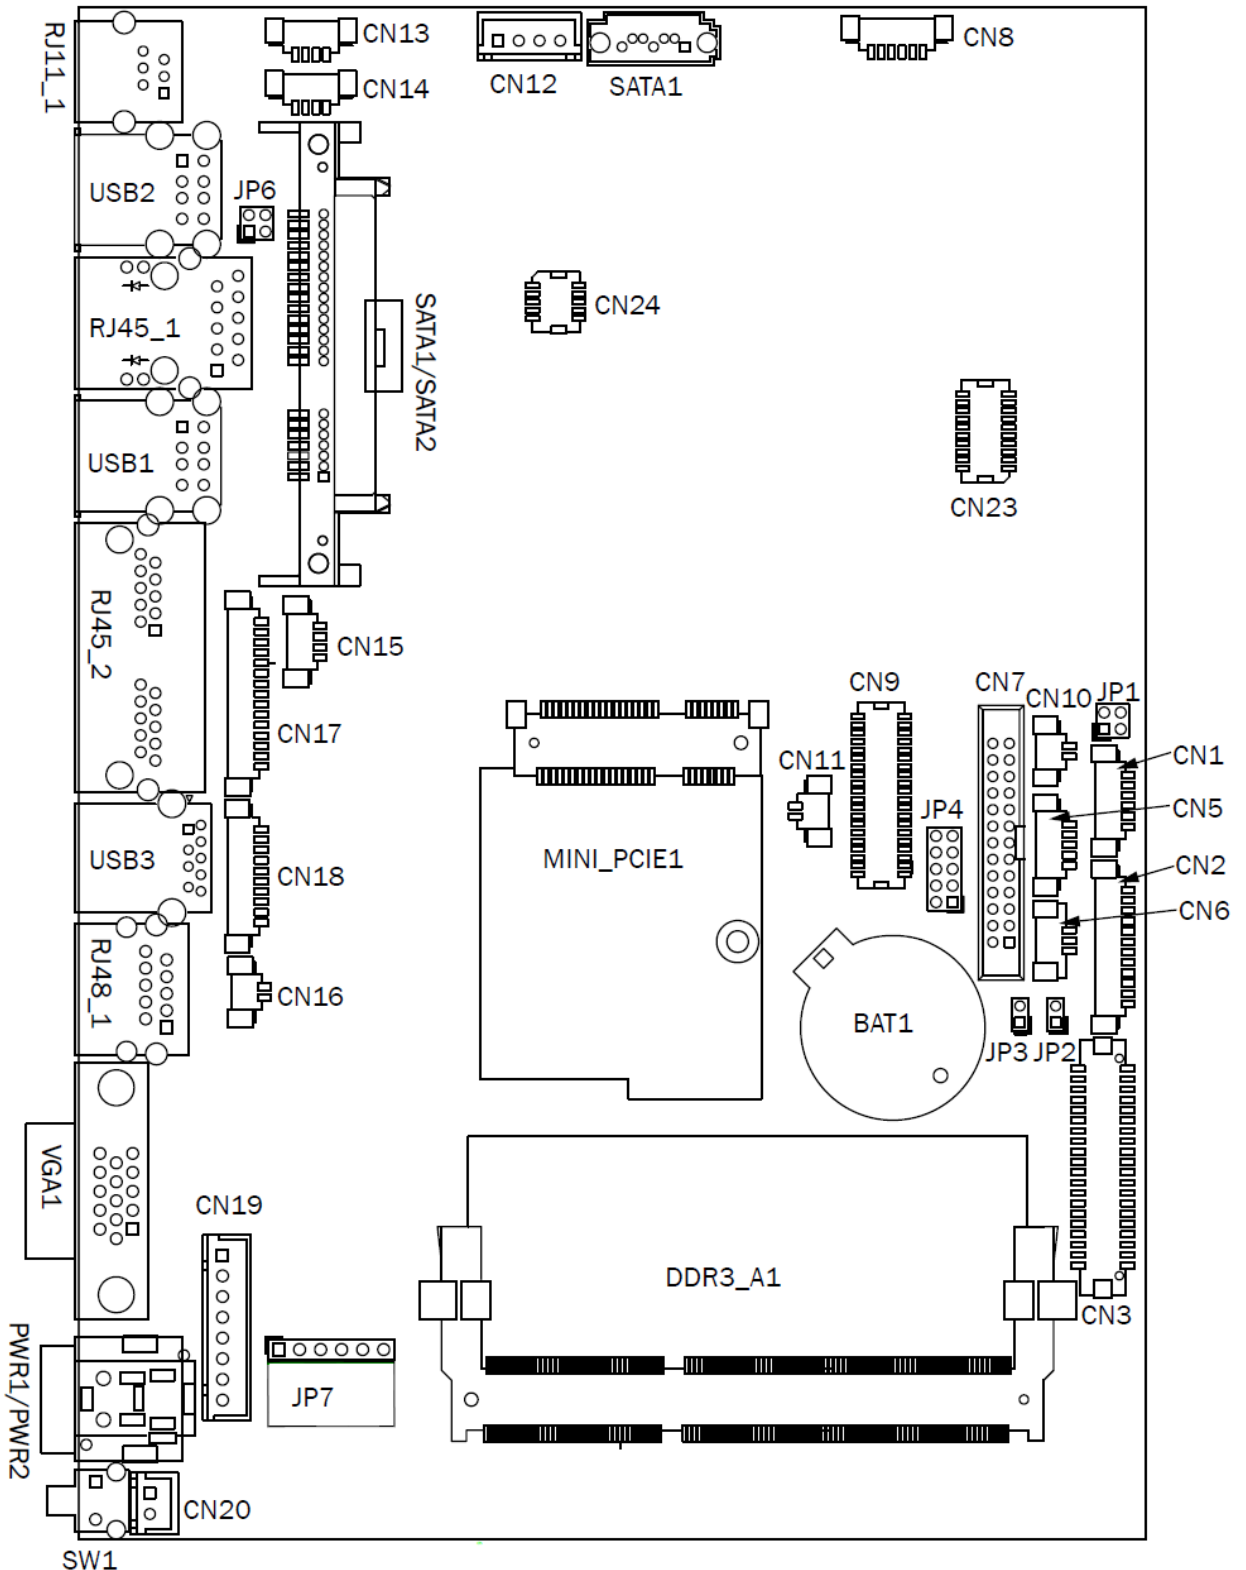 RJ11_1
CN13
CN14
CN12
SATA1
CN8
USB2
JP6
RJ45_1
SATA1/SATA2
CN24
USB1
CN23
RJ45_2
CN15
CN17
CN9
CN7
CN10
JP1
CN11
CN1
CN5
JP4
MINI_PCIE1
USB3
CN18
CN2
CN6
RJ48_1
CN16
BAT1
JP3
JP2
VGA1
CN19
DDR3_A1
CN3
PWR1/PWR2
JP7
CN20
SW1